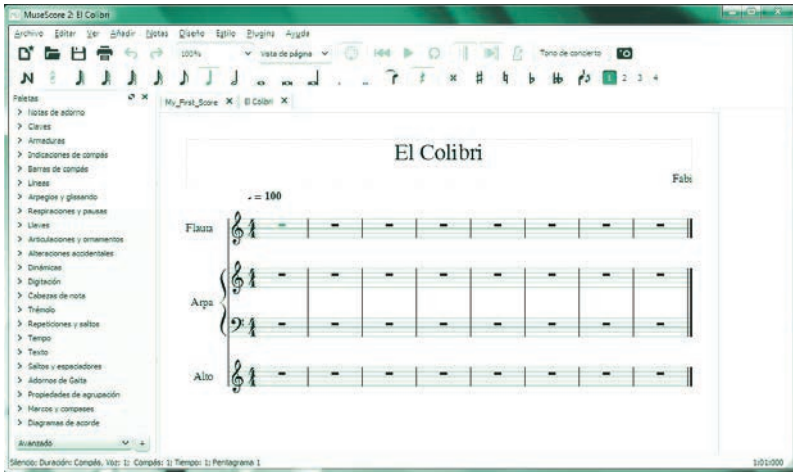 MuseScore 2: El Colibri
Archivo Editar Ver Añadir Notas Diseño Estilo Plugins Ayuda
100% Vista de página Tono de concierto
1 2 3 4
Paletas
My_First_Score El Colibri
Notas de adorno
Claves
Armaduras
Indicaciones de compás
Barras de compás
Líneas
Arpegios y glissando
Respiraciones y pausas
Llaves
Articulaciones y ornamentos
Alteraciones accidentales
Dinámicas
Digitación
Cabezas de nota
Trémolo
Repeticiones y saltos
Tempo
Texto
Saltos y espaciadores
Adornos de Gaita
Propiedades de agrupación
Marcos y compases
Diagramas de acorde
Avanzado
El Colibri
Fabi
= 100
Flauta
Arpa
Alto
Silencio: Duración: Compás, Voz: 1; Compás: 1; Tiempo: 1; Pentagrama 1
1:01:000